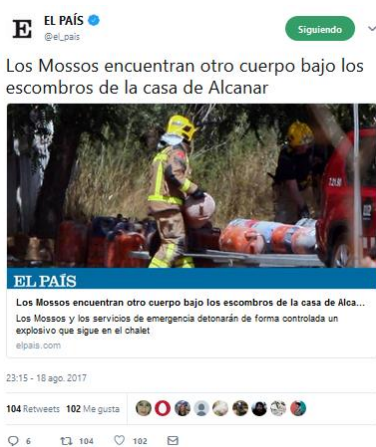 EL PAÍS
@el_pais
Siguiendo
Los Mossos encuentran otro cuerpo bajo los
escombros de la casa de Alcanar
EL PAÍS
Los Mossos encuentran otro cuerpo bajo los escombros de la casa de Alca...
Los Mossos y los servicios de emergencia detonarán de forma controlada un
explosivo que sigue en el chalet
elpais.com
23:15 - 18 ago. 2017
104 Retweets 102 Me gusta
6 104 102